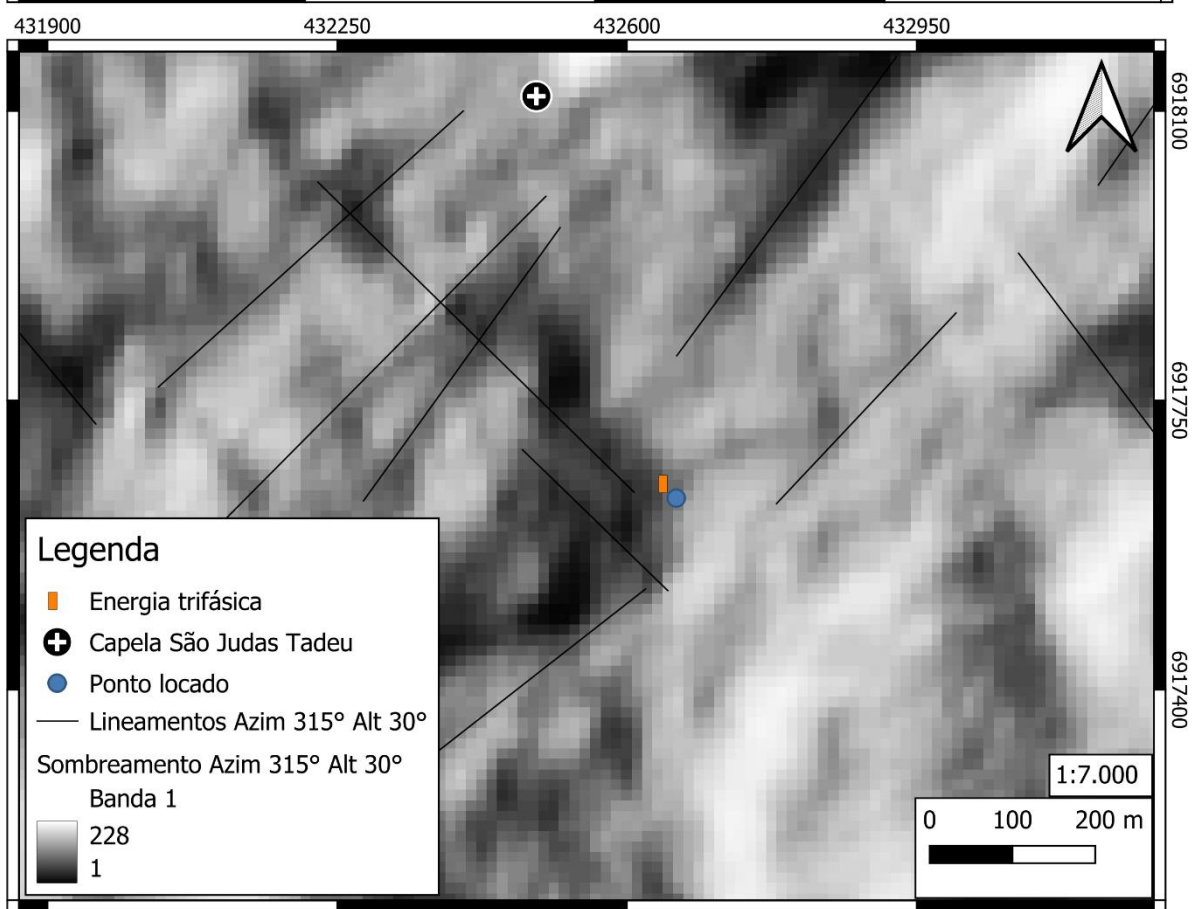 431900 432250 432600 432950
6918100
6917750
6917400
Legenda
Energia trifásica
Capela São Judas Tadeu
Ponto locado
Lineamentos Azim 315° Alt 30°
Sombreamento Azim 315° Alt 30°
Banda 1
228
1
1:7.000
0 100 200 m